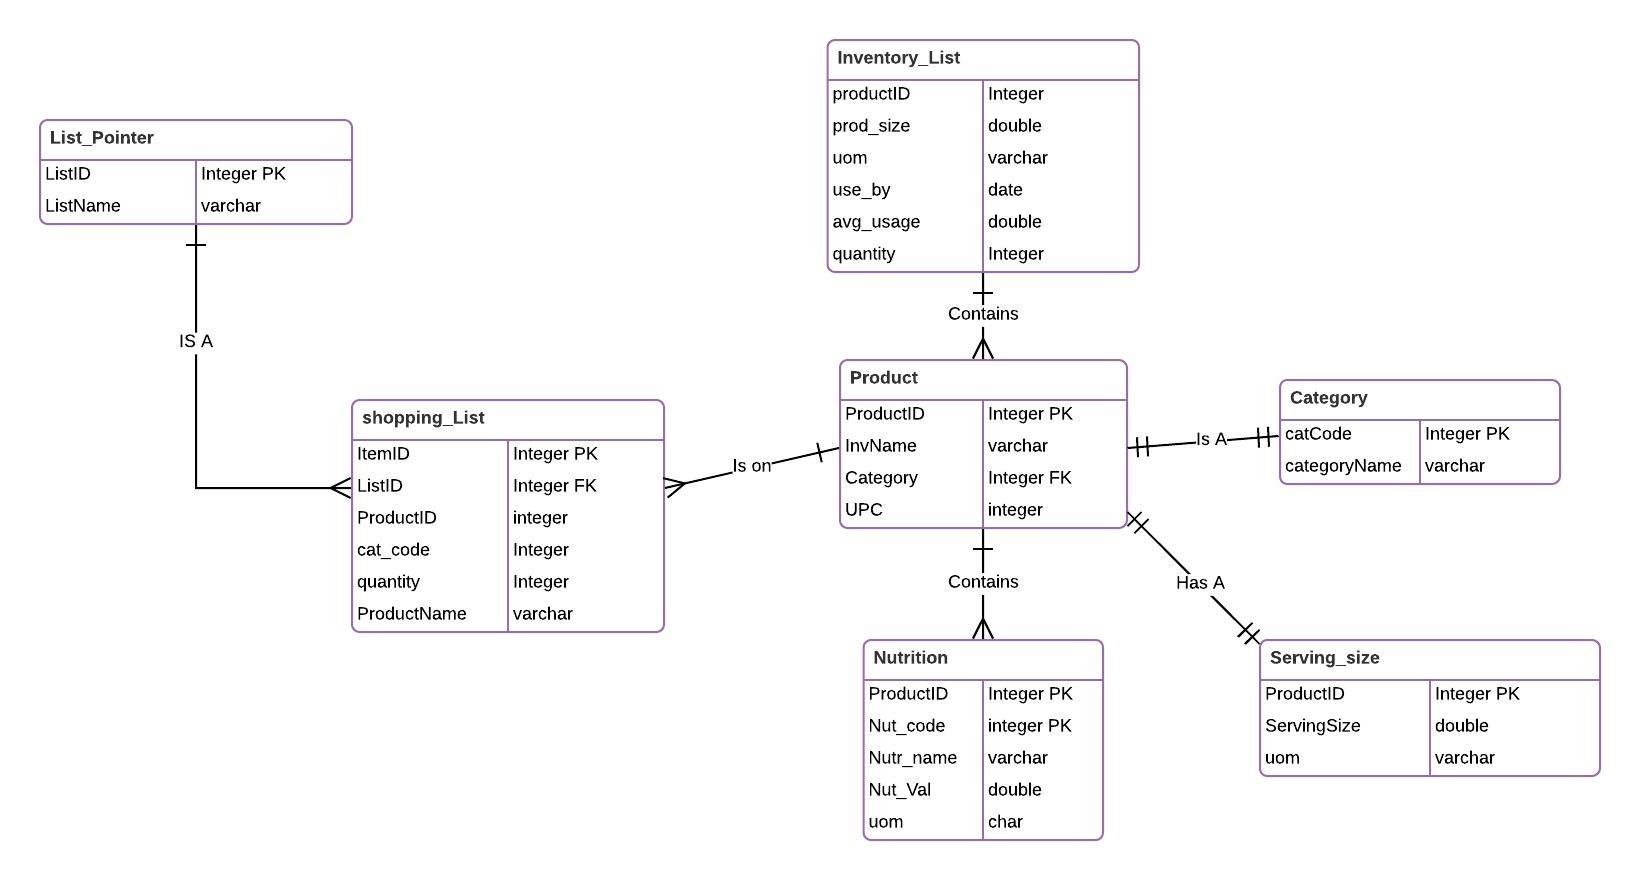 Inventory_List
productID Integer
prod_size double
uom varchar
use_by date
avg_usage double
quantity Integer
List_Pointer
ListID Integer PK
ListName varchar
IS A
Contains
Product
ProductID Integer PK
InvName varchar
Category Integer FK
UPC integer
Category
catCode Integer PK
categoryName varchar
Is A
shopping_List
ItemID Integer PK
ListID Integer FK
ProductID integer
cat_code Integer
quantity Integer
ProductName varchar
Is on
Contains
Has A
Nutrition
ProductID Integer PK
Nut_code integer PK
Nutr_name varchar
Nut_Val double
uom char
Serving_size
ProductID Integer PK
ServingSize double
uom varchar